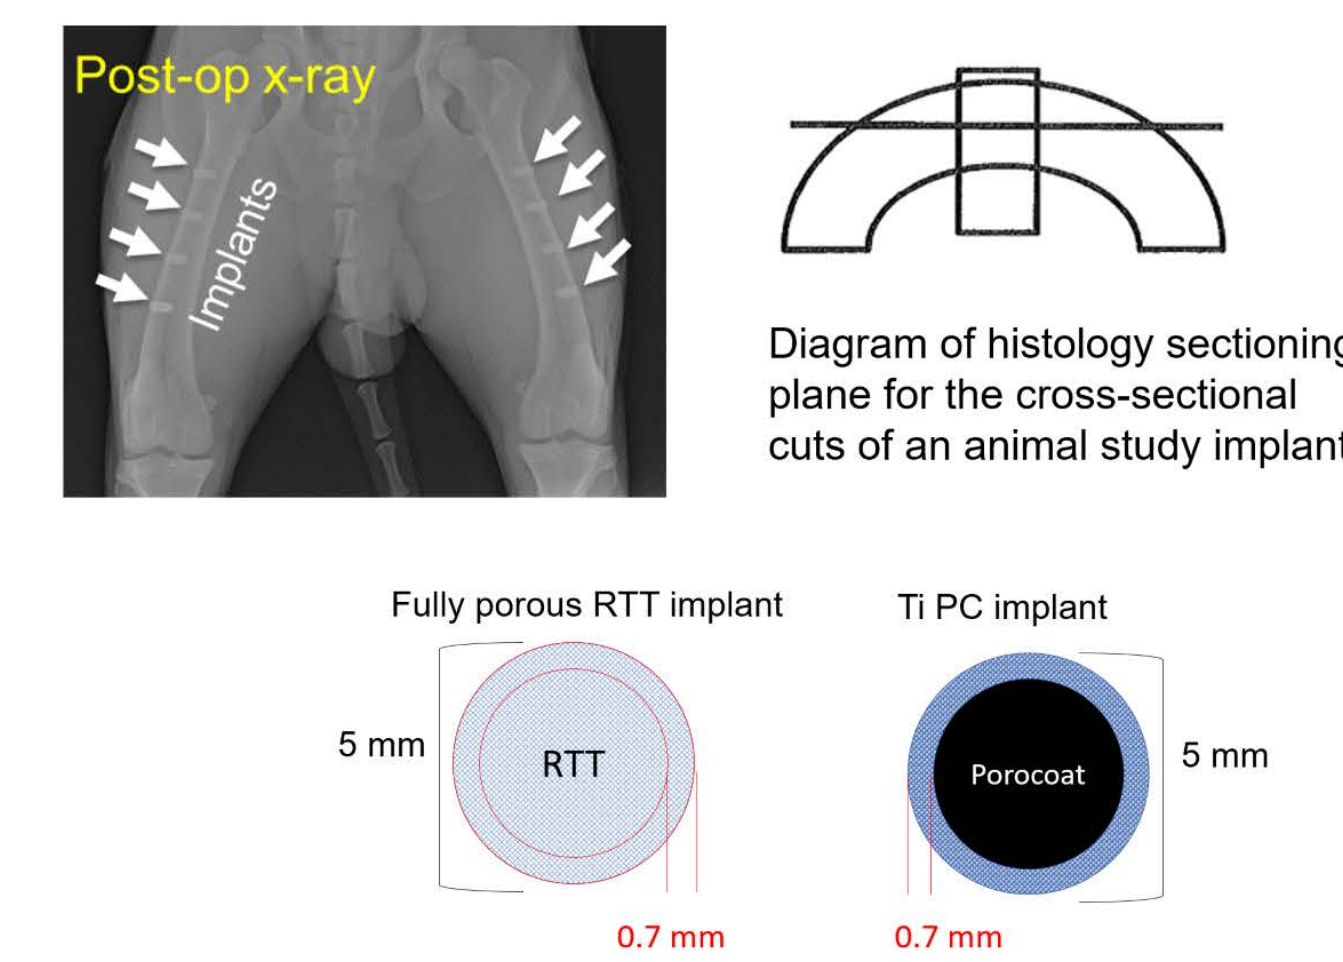 Post-op x-ray
Implants
Diagram of histology sectioning
plane for the cross-sectional
cuts of an animal study implant
Fully porous RTT implant
Ti PC implant
5 mm
RTT
Porocoat
5 mm
0.7 mm
0.7 mm